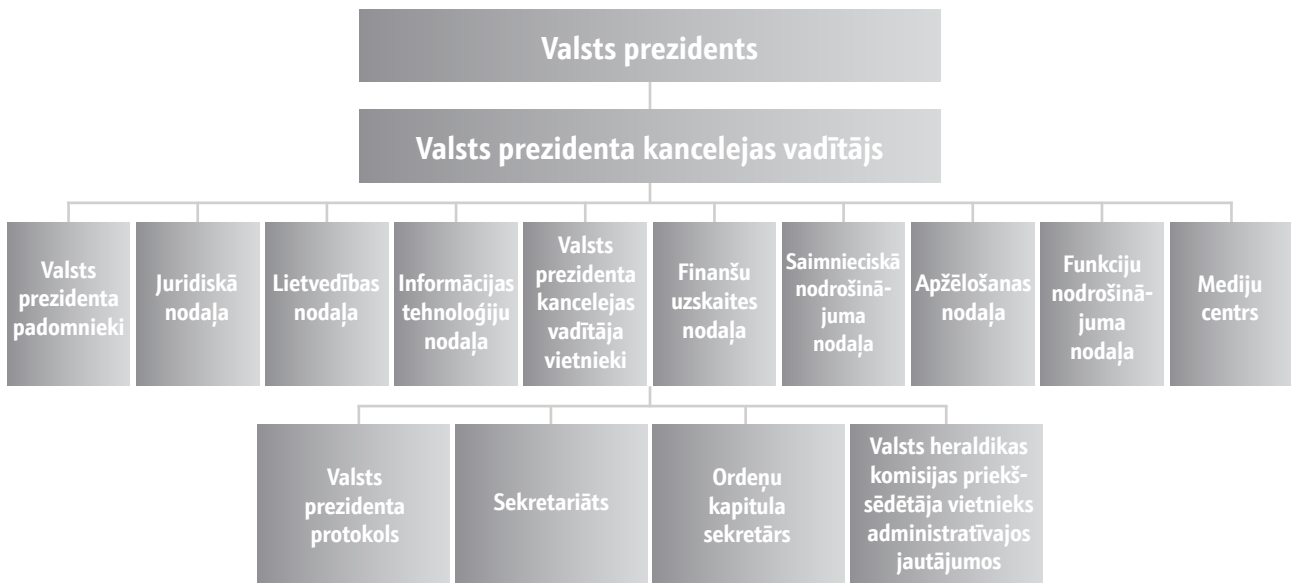 Valsts prezidents
Valsts prezidenta kancelejas vadītājs
Valsts
prezidenta
padomnieki
Juridiskā
nodaļa
Lietvedības
nodaļa
Informācijas
tehnoloģiju
nodaļa
Valsts
prezidenta
kancelejas
vadītāja
vietnieki
Finanšu
uzskaites
nodaļa
Saimnieciskā
nodrošinā-
juma
nodaļa
Apžēlošanas
nodaļa
Funkciju
nodrošinā-
juma
nodaļa
Mediju
centrs
Valsts
prezidenta
protokols
Sekretariāts
Ordeņu
kapitula
sekretārs
Valsts heraldikas
komisijas priekš-
sēdētāja vietnieks
administratīvajos
jautājumos